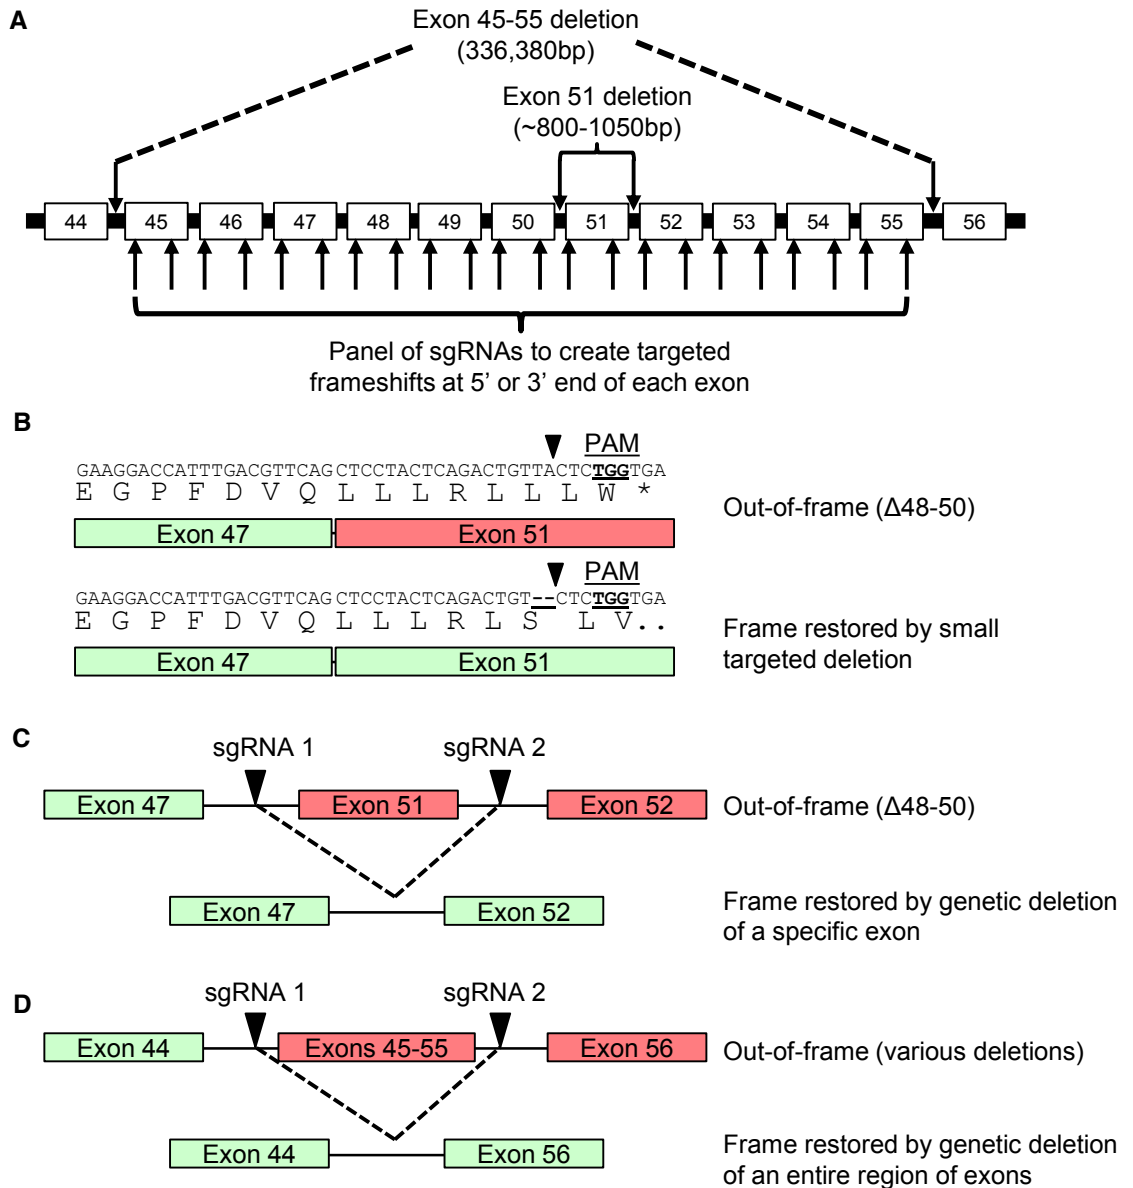 A
Exon 45-55 deletion
(336,380bp)
Exon 51 deletion
(~800-1050bp)
44 45 46 47 48 49 50 51 52 53 54 55 56
Panel of sgRNAs to create targeted
frameshifts at 5’ or 3’ end of each exon
B
PAM
GAAGGACCATTTGACGTTCAGCTCCTACTCAGACTGTTACTCTGGTGA
E G P F D V Q L L L R L L L W *
Exon 47 Exon 51
Out-of-frame (Δ48-50)
PAM
GAAGGACCATTTGACGTTCAGCTCCTACTCAGACTGT--CTCTGGTGA
E G P F D V Q L L L R L S L V..
Exon 47 Exon 51
Frame restored by small
targeted deletion
C
sgRNA 1 sgRNA 2
Exon 47 Exon 51 Exon 52
Out-of-frame (Δ48-50)
Exon 47 Exon 52
Frame restored by genetic deletion
of a specific exon
D
sgRNA 1 sgRNA 2
Exon 44 Exons 45-55 Exon 56
Out-of-frame (various deletions)
Exon 44 Exon 56
Frame restored by genetic deletion
of an entire region of exons